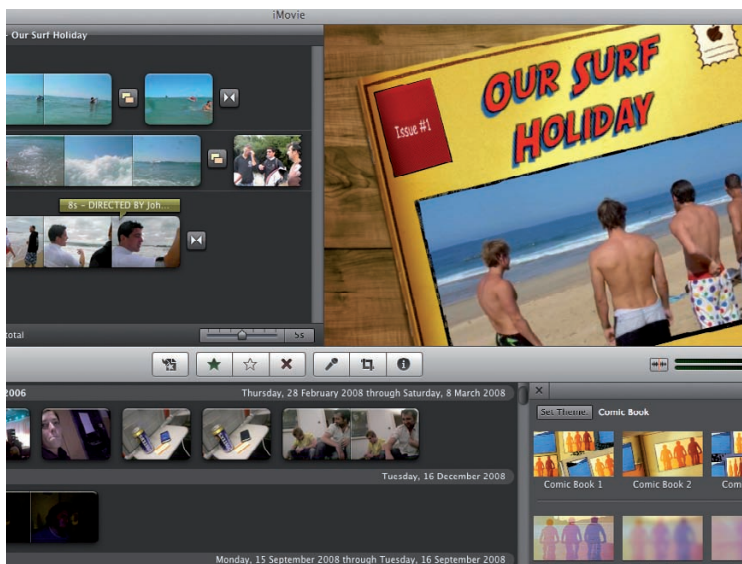 iMovie
- Our Surf Holiday
OUR SURF
HOLIDAY
Issue #1
8s - DIRECTED BY Joh...
total
5s
2006
Thursday, 28 February 2008 through Saturday, 8 March 2008
Tuesday, 16 December 2008
Monday, 15 September 2008 through Tuesday, 16 September 2008
Set Theme.
Comic Book
Comic Book 1
Comic Book 2
Com